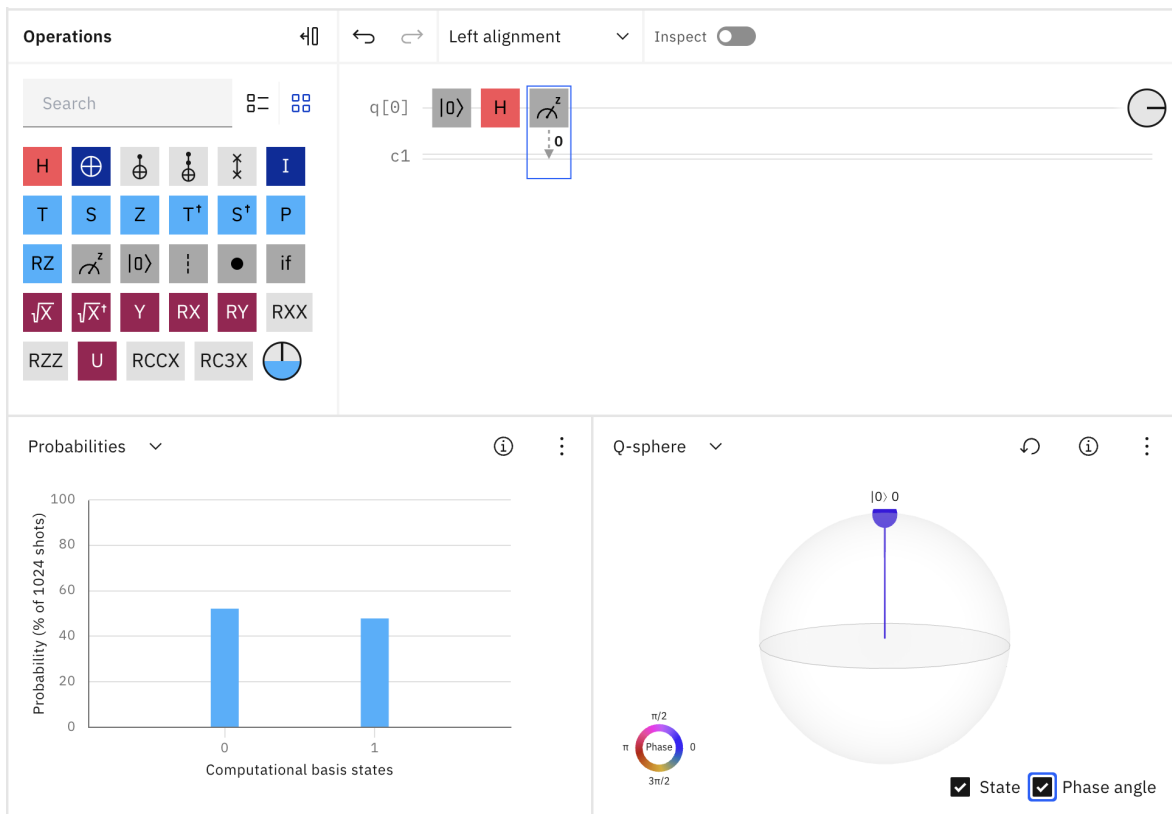 Operations
Left alignment
Inspect
Search
q[0] |0⟩ H z
0
c1
H I
T S Z T† S† P
RZ z |0⟩ if
√X √X† Y RX RY RXX
RZZ U RCCX RC3X
Probabilities
Probability (% of 1024 shots)
100
80
60
40
20
0
0 1
Computational basis states
Q-sphere
|0⟩ 0
π/2
π Phase 0
3π/2
State Phase angle